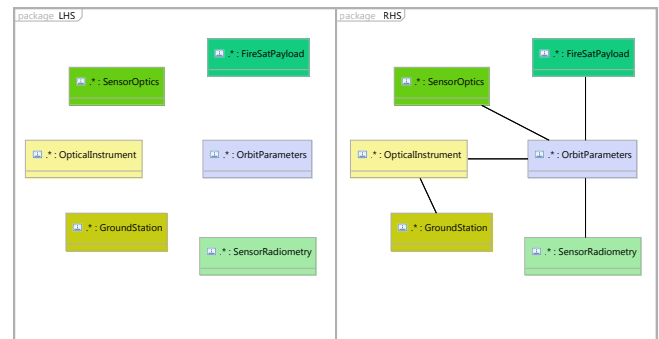 package LHS
.* : FireSatPayload
.* : SensorOptics
.* : OpticalInstrument
.* : OrbitParameters
.* : GroundStation
.* : SensorRadiometry
package RHS
.* : FireSatPayload
.* : SensorOptics
.* : OpticalInstrument
.* : OrbitParameters
.* : GroundStation
.* : SensorRadiometry